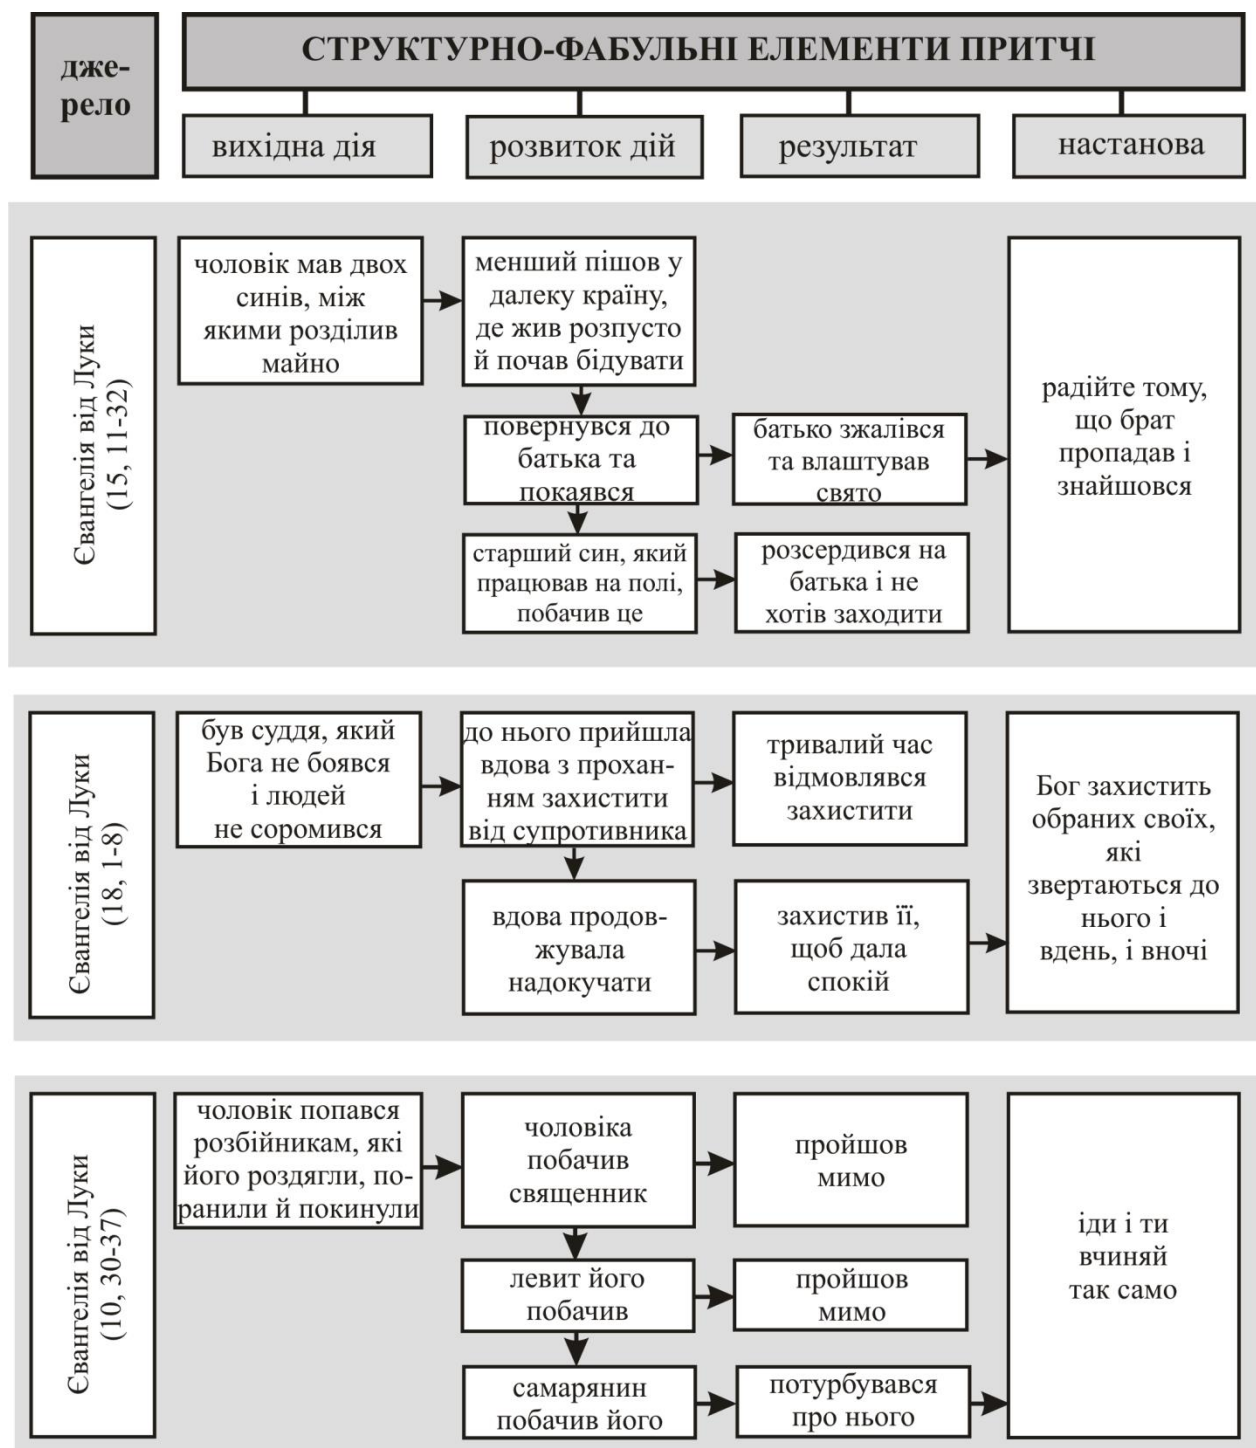 дже-
рело
СТРУКТУРНО-ФАБУЛЬНІ ЕЛЕМЕНТИ ПРИТЧІ
вихідна дія
розвиток дій
результат
настанова
Євангелія від Луки
(15, 11-32)
чоловік мав двох
синів, між
якими розділив
майно
менший пішов у
далеку країну,
де жив розпусто
й почав бідувати
повернувся до
батька та
покаявся
батько зжалівся
та влаштував
свято
старший син, який
працював на полі,
побачив це
розсердився на
батька і не
хотів заходити
радійте тому,
що брат
пропадав і
знайшовся
Євангелія від Луки
(18, 1-8)
був суддя, який
Бога не боявся
і людей
не соромився
до нього прийшла
вдова з прохан-
ням захистити
від супротивника
тривалий час
відмовлявся
захистити
вдова продов-
жувала
надокучати
захистив її,
щоб дала
спокій
Бог захистить
обраних своїх,
які
звертаються до
нього і
вдень, і вночі
Євангелія від Луки
(10, 30-37)
чоловік попався
розбійникам, які
його роздягли, по-
ранили й покинули
чоловіка
побачив
священник
пройшов
мимо
левит його
побачив
пройшов
мимо
самарянин
побачив його
потурбувався
про нього
іди і ти
вчиняй
так само